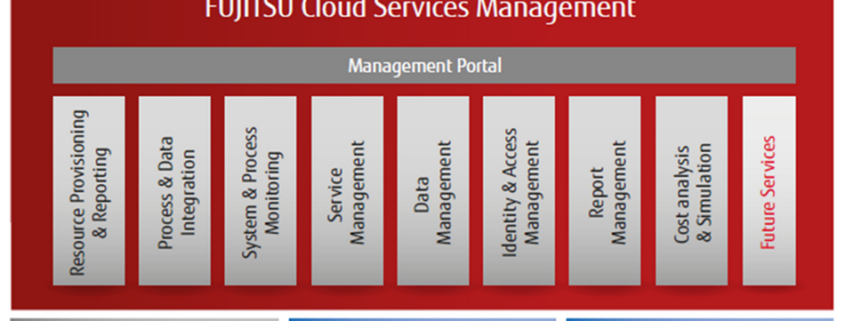 FUJITSU Cloud Services Management
Management Portal
Resource Provisioning
& Reporting
Process & Data
Integration
System & Process
Monitoring
Service
Management
Data
Management
Identity & Access
Management
Report
Management
Cost analysis
& Simulation
Future Services